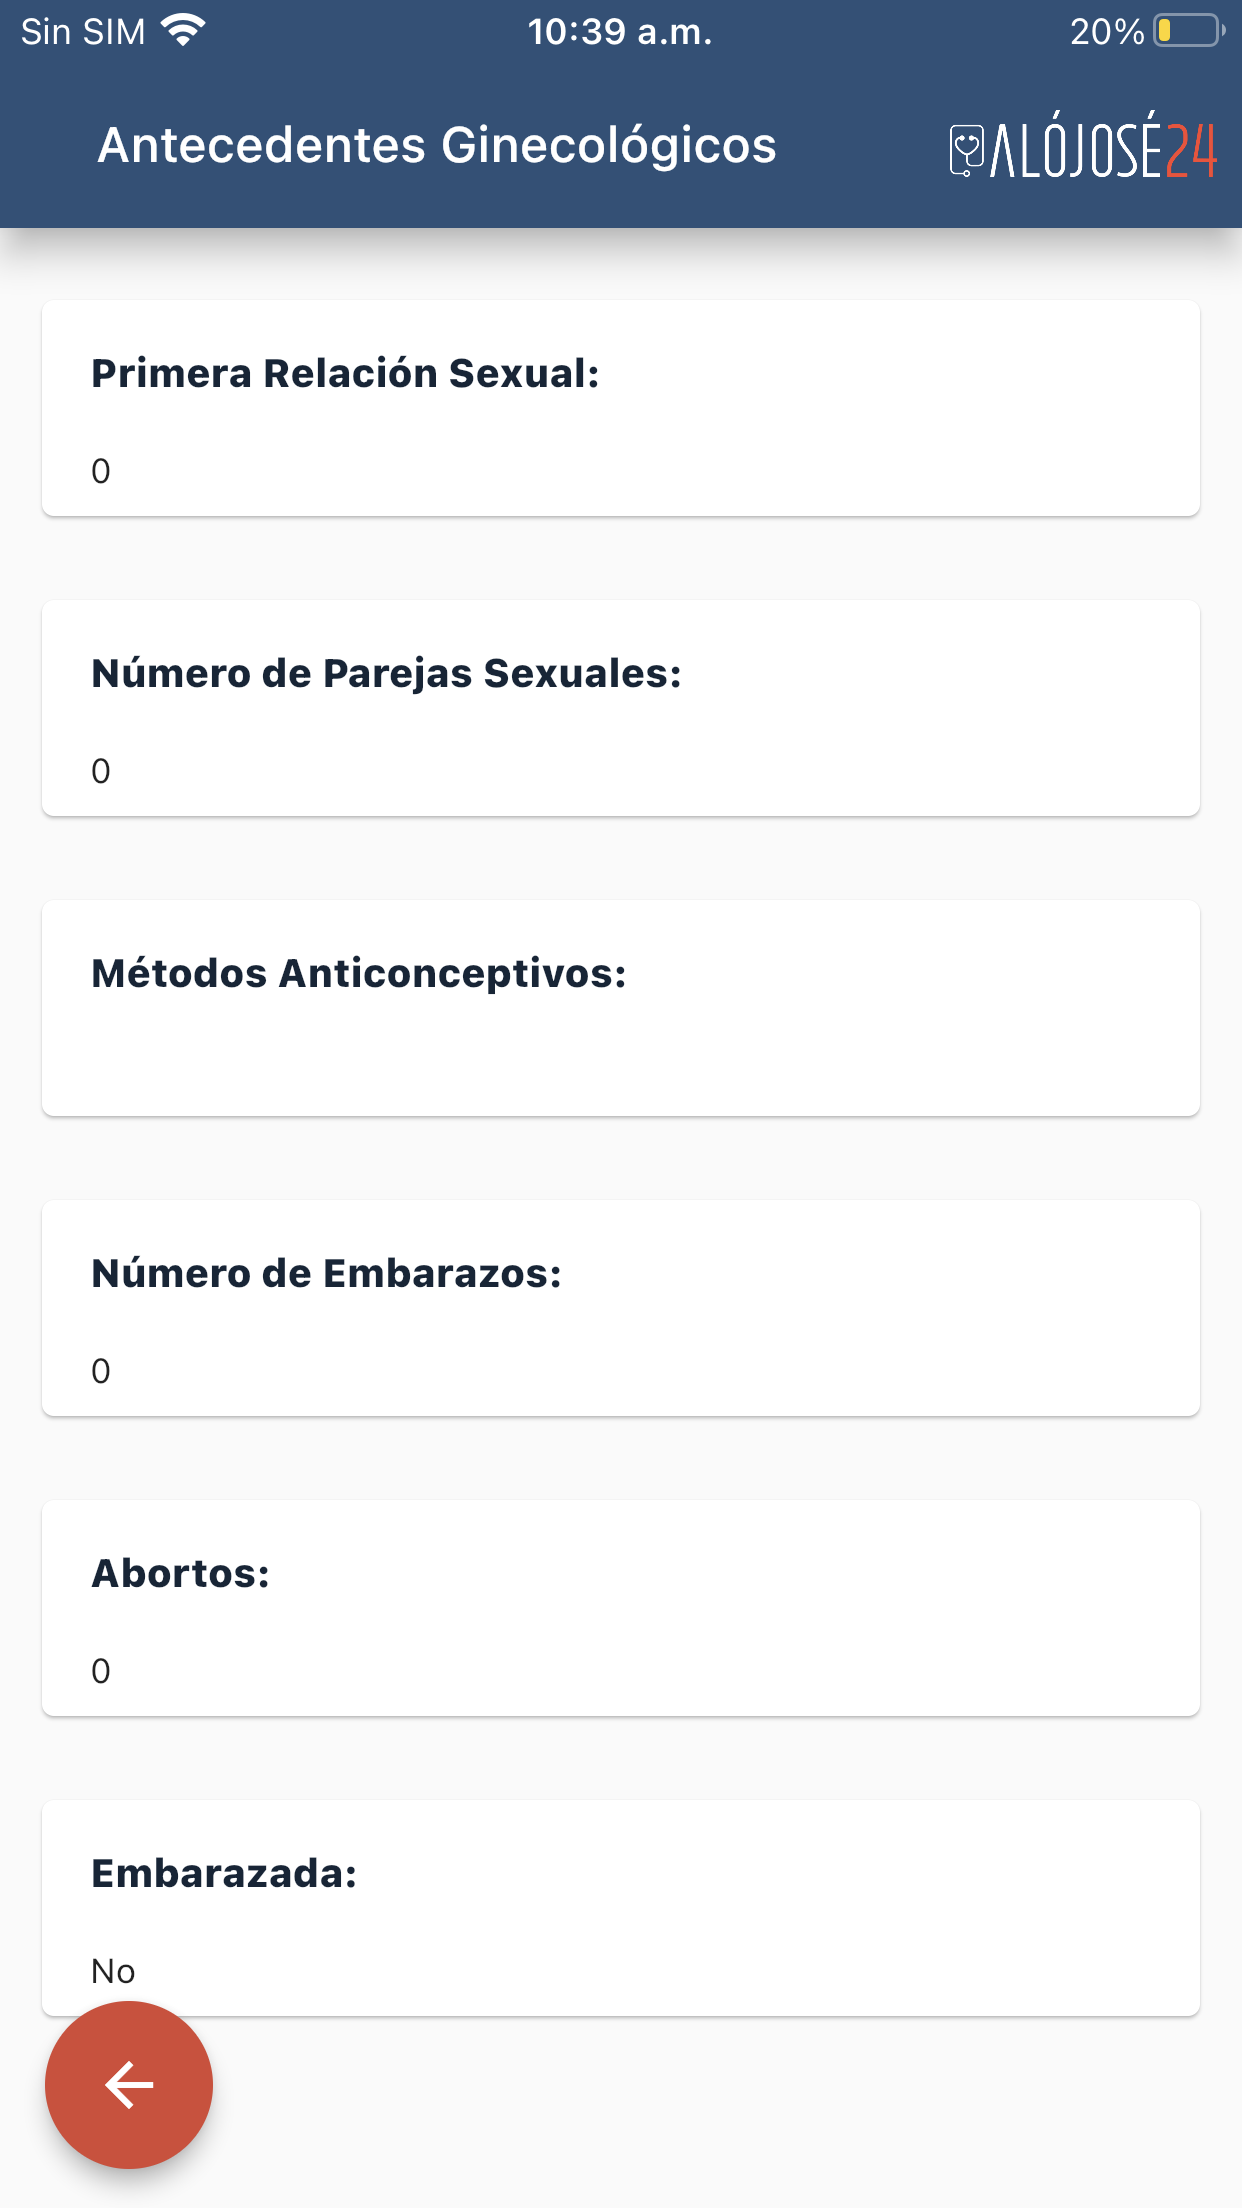 Sin SIM 10:39 a.m. 20%
Antecedentes Ginecológicos ALÓJOSÉ24
Primera Relación Sexual:
0
Número de Parejas Sexuales:
0
Métodos Anticonceptivos:
Número de Embarazos:
0
Abortos:
0
Embarazada:
No